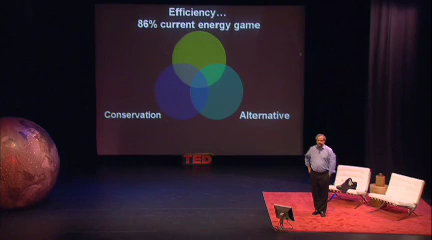 Efficiency...
86% current energy game
Conservation
Alternative
TED